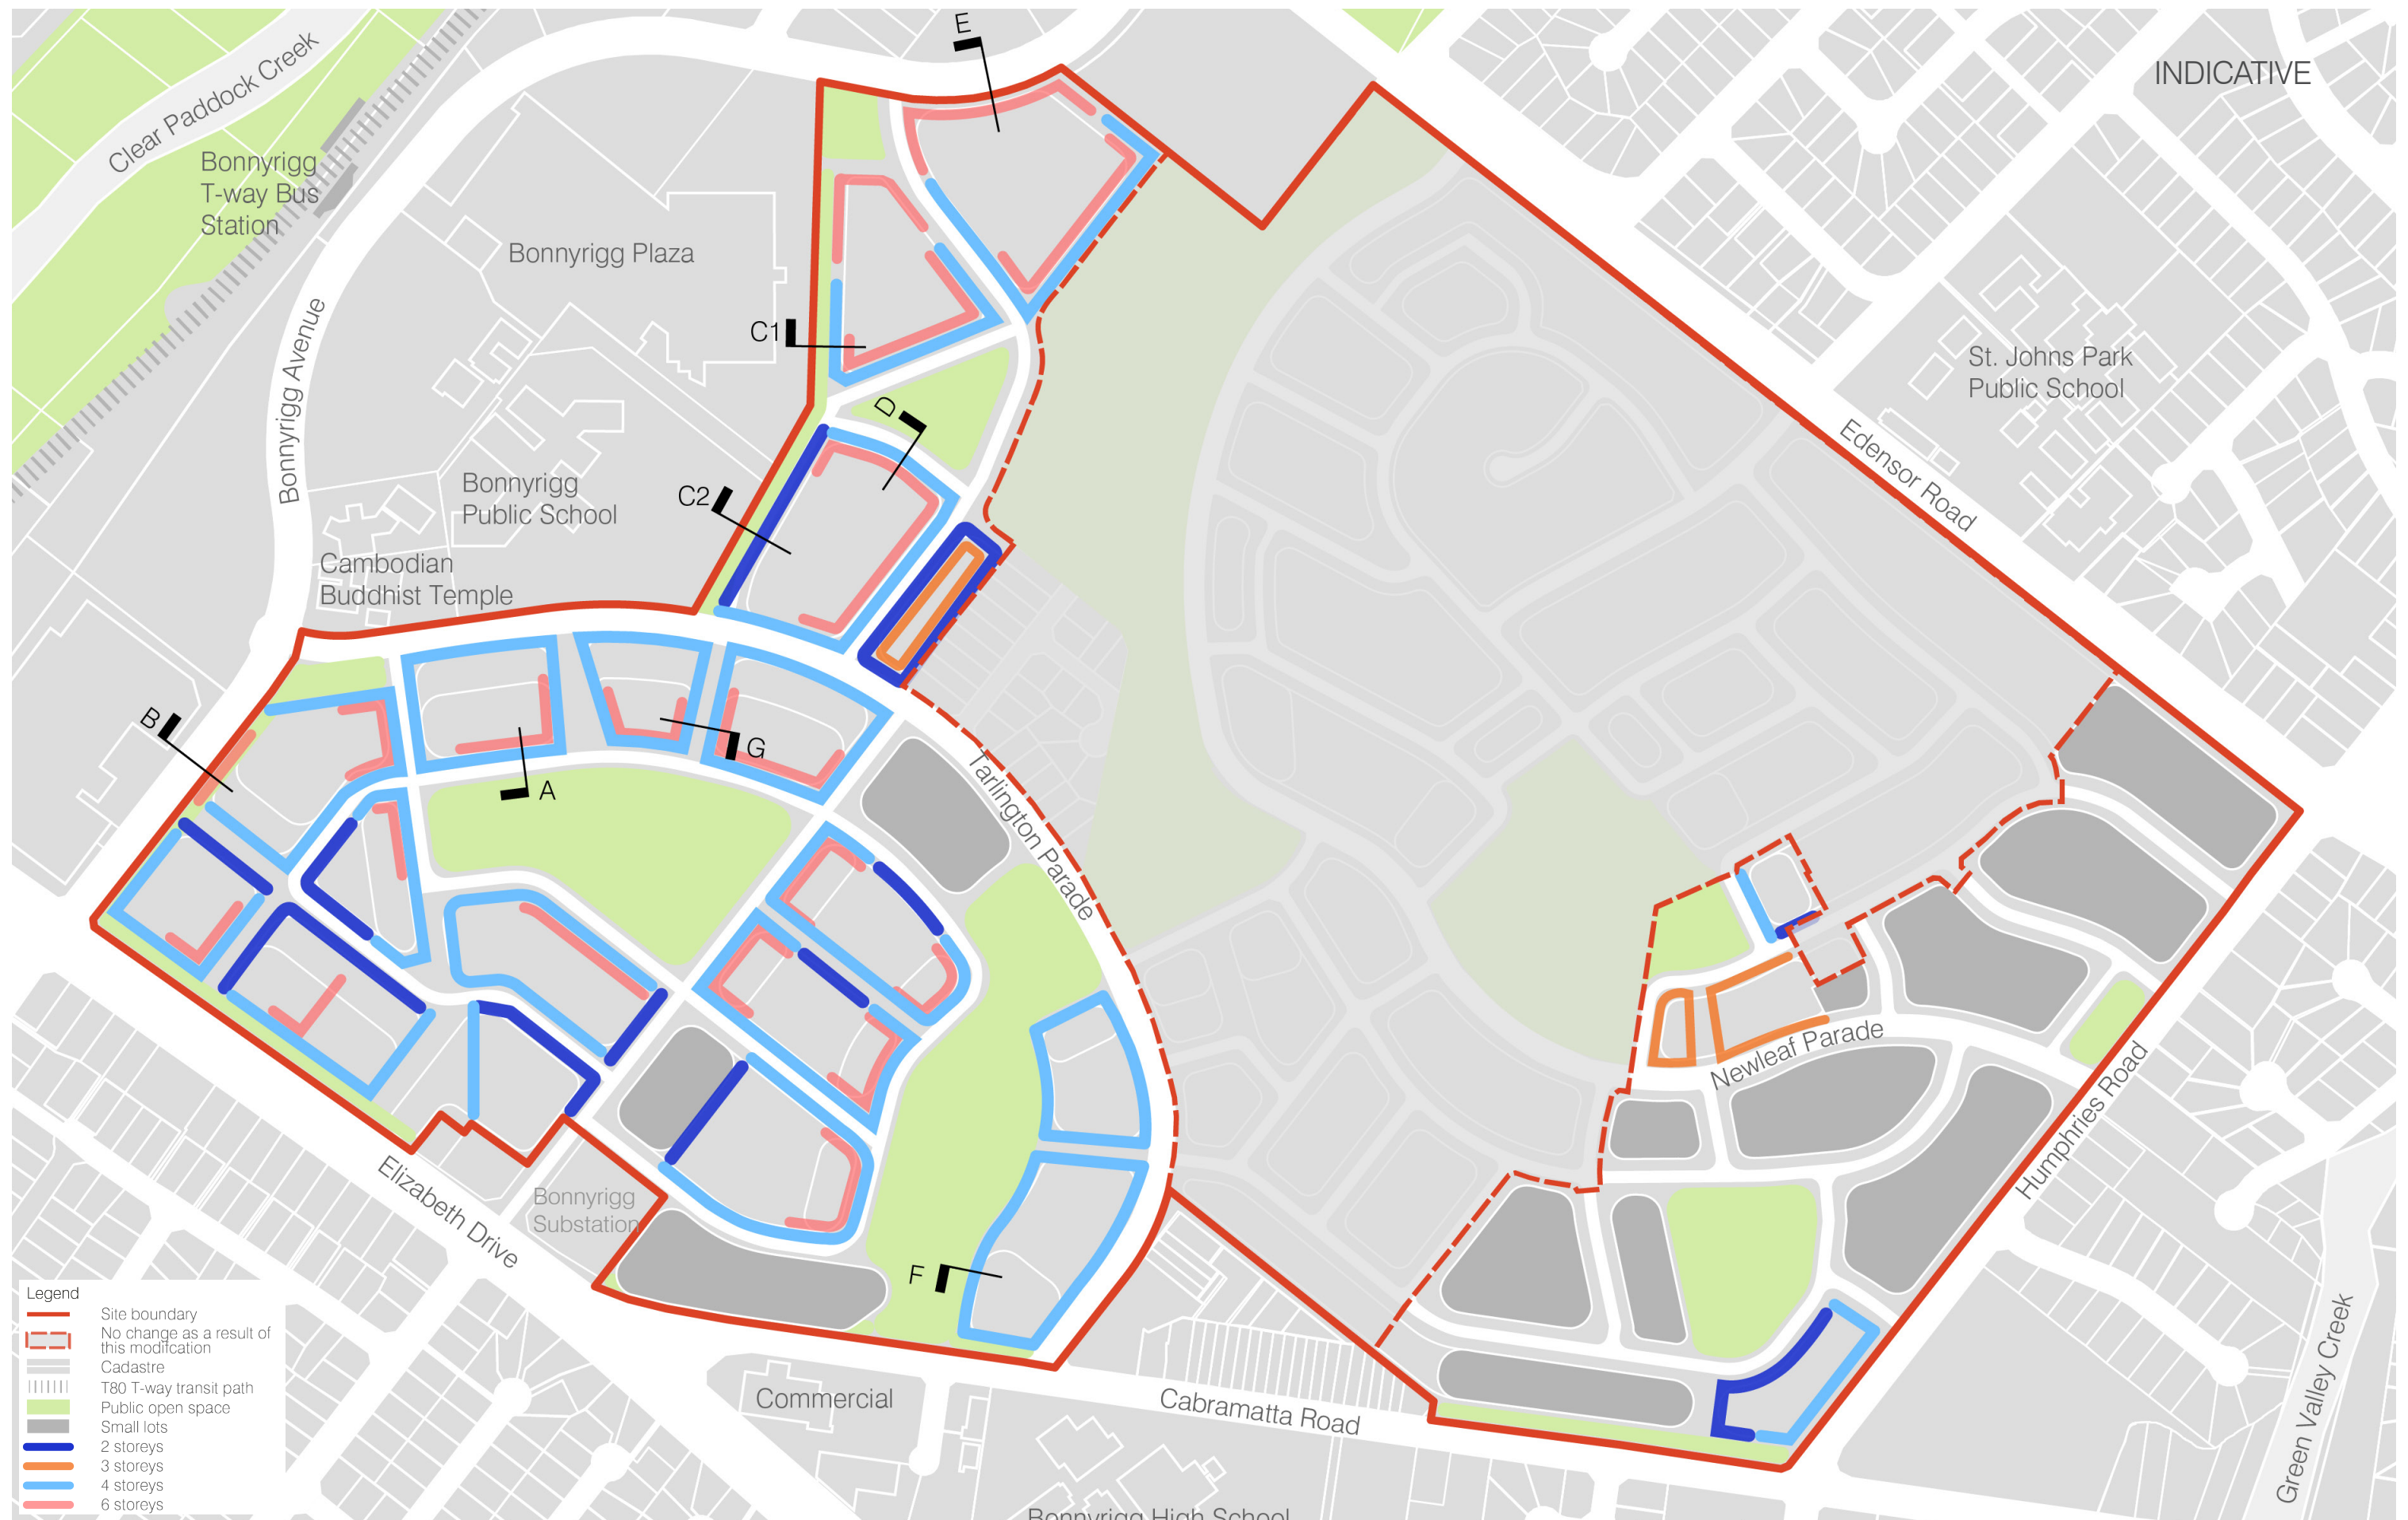 E
INDICATIVE
Clear Paddock Creek
Bonnyrigg
T-way Bus
Station
Bonnyrigg Plaza
C1
St. Johns Park
Public School
Bonnyrigg Avenue
D
Edensor Road
C2
Bonnyrigg
Public School
Cambodian
Buddhist Temple
B
G
A
Tarlington Parade
Newleaf Parade
Humphries Road
Elizabeth Drive
Bonnyrigg
Substation
F
Green Valley Creek
Commercial
Cabramatta Road
Bonnyrigg High School
Legend
Site boundary
No change as a result of
this modifcation
Cadastre
T80 T-way transit path
Public open space
Small lots
2 storeys
3 storeys
4 storeys
6 storeys